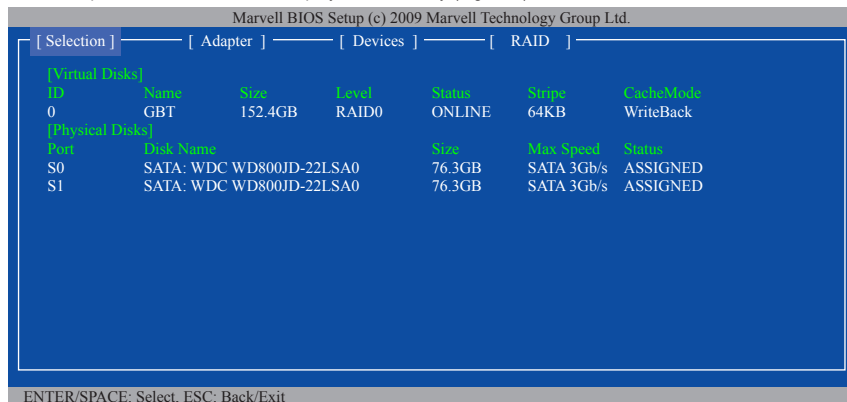 Marvell BIOS Setup (c) 2009 Marvell Technology Group Ltd.
[ Selection ] [ Adapter ] [ Devices ] [ RAID ]
[Virtual Disks]
ID Name Size Level Status Stripe CacheMode
0 GBT 152.4GB RAID0 ONLINE 64KB WriteBack
[Physical Disks]
Port Disk Name Size Max Speed Status
S0 SATA: WDC WD800JD-22LSA0 76.3GB SATA 3Gb/s ASSIGNED
S1 SATA: WDC WD800JD-22LSA0 76.3GB SATA 3Gb/s ASSIGNED
ENTER/SPACE: Select, ESC: Back/Exit